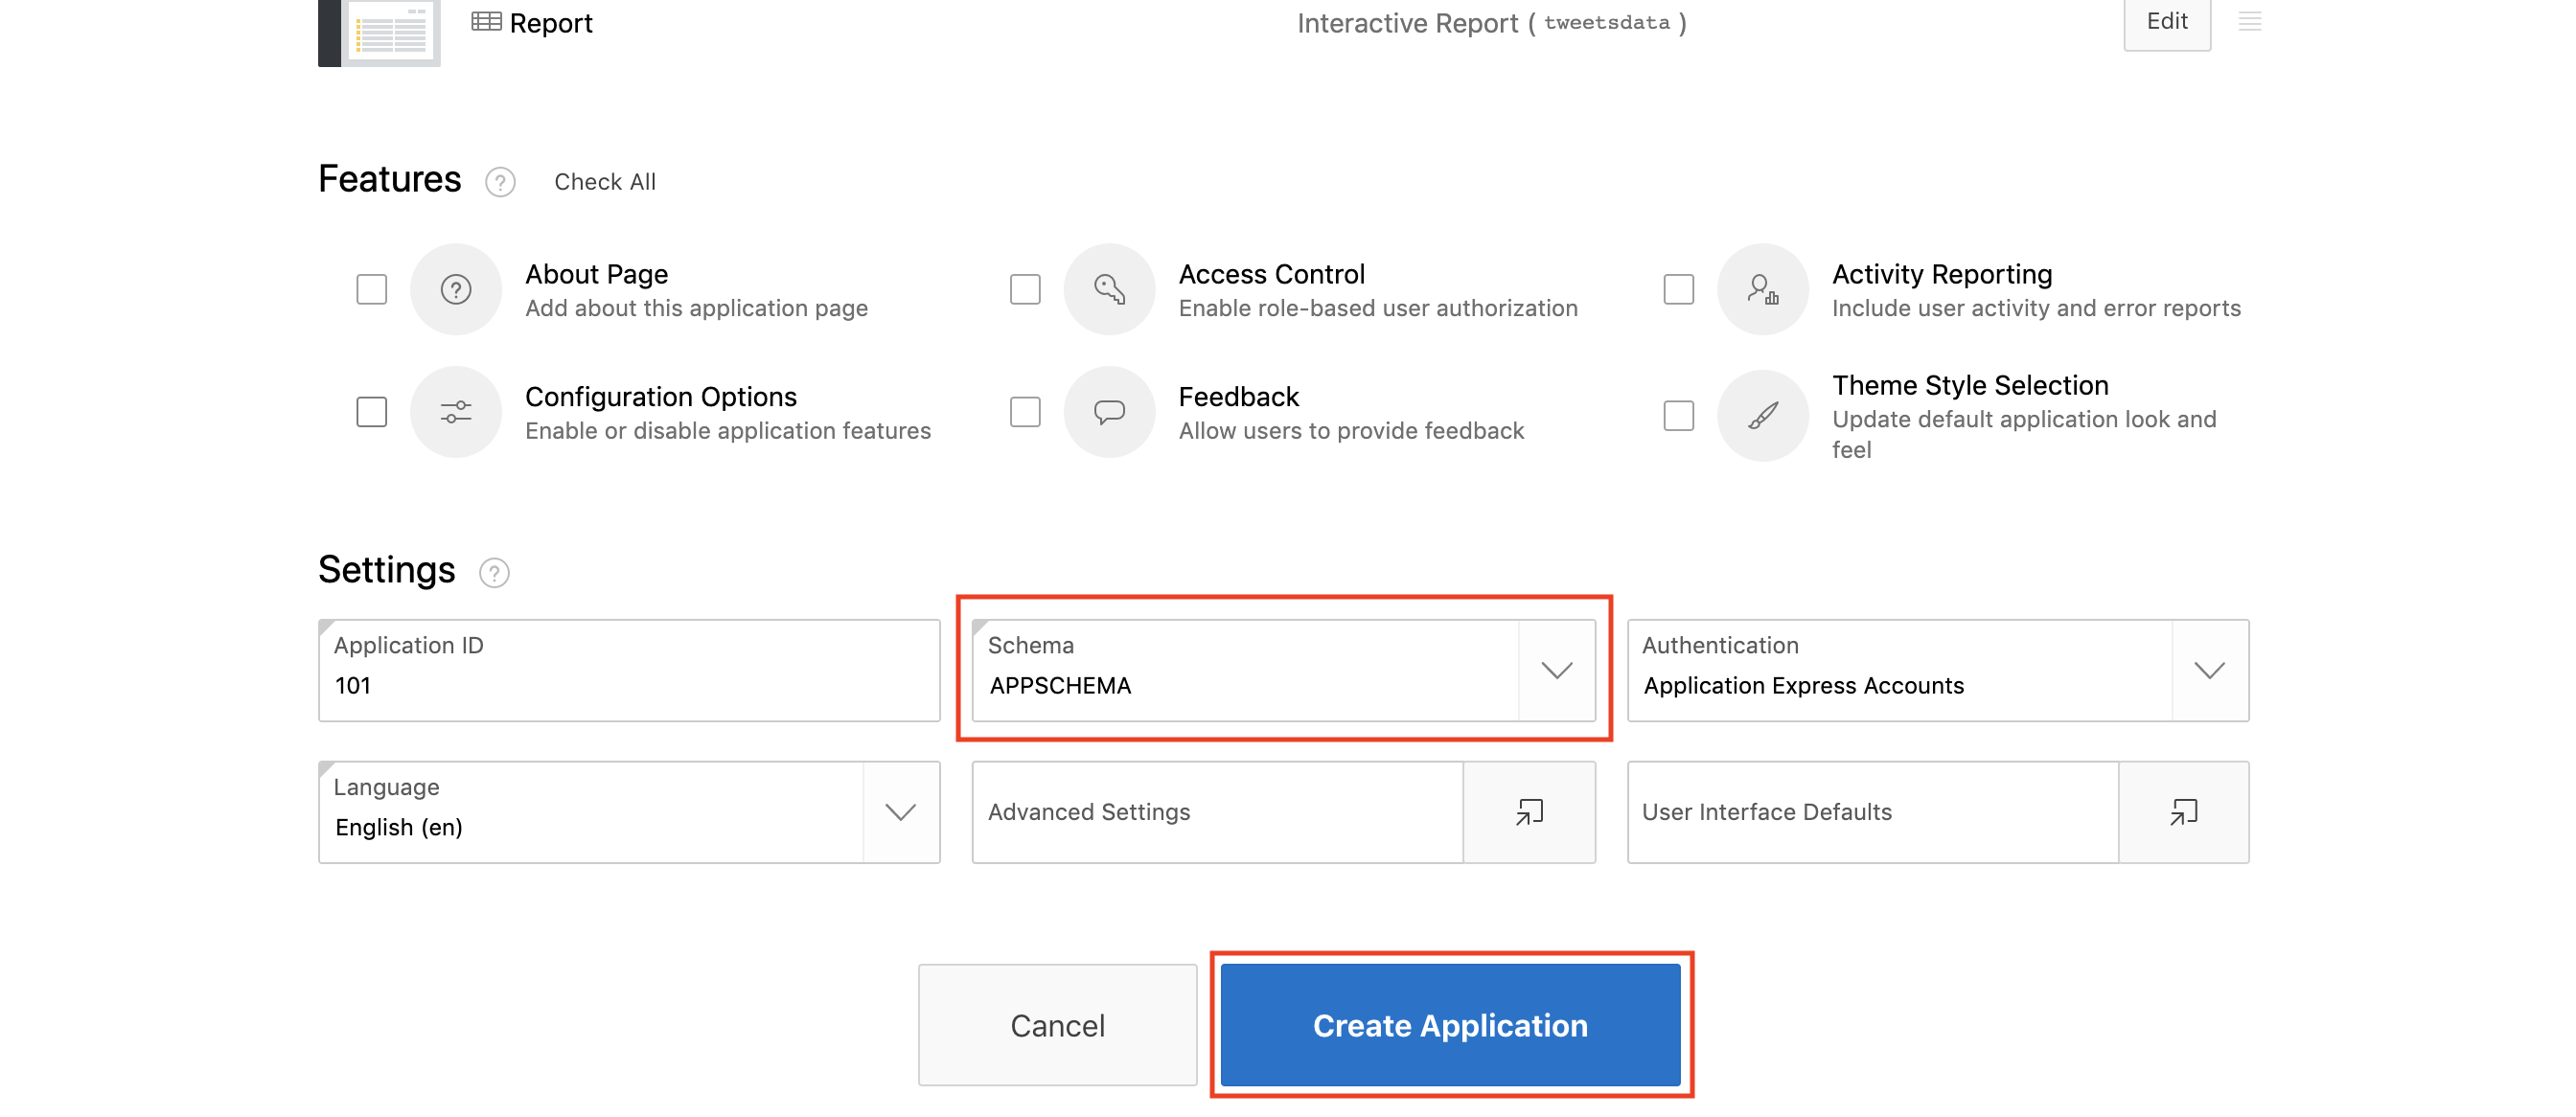 Report
Interactive Report ( tweetsdata )
Edit
Features
Check All
About Page
Add about this application page
Access Control
Enable role-based user authorization
Activity Reporting
Include user activity and error reports
Configuration Options
Enable or disable application features
Feedback
Allow users to provide feedback
Theme Style Selection
Update default application look and
feel
Settings
Application ID
101
Schema
APPSCHEMA
Authentication
Application Express Accounts
Language
English (en)
Advanced Settings
User Interface Defaults
Cancel
Create Application